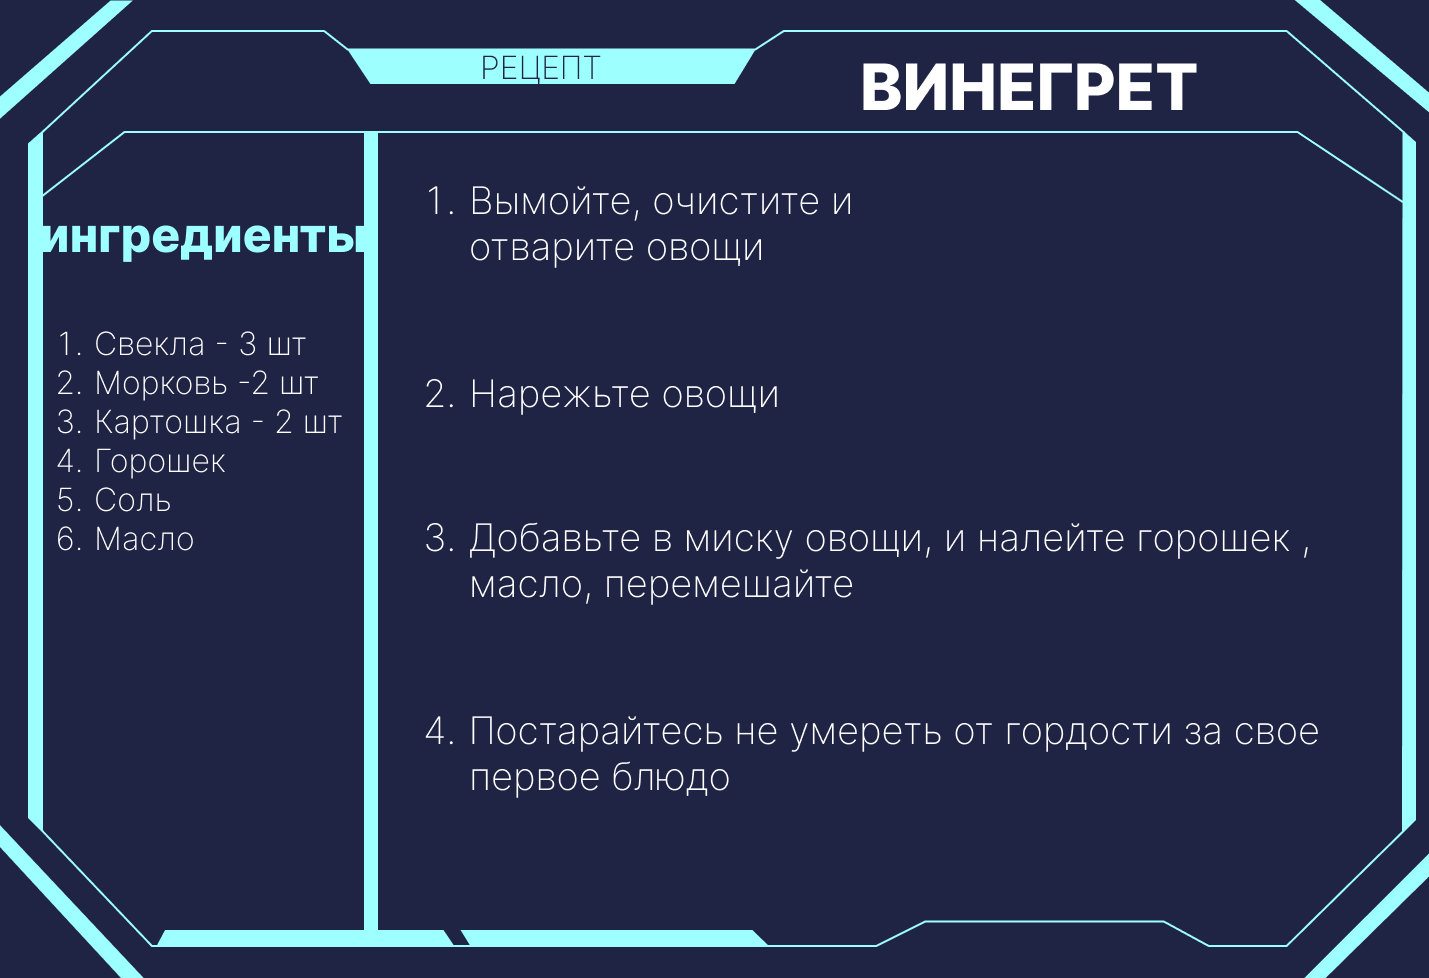 РЕЦЕПТ
ВИНЕГРЕТ
ингредиенты
1. Свекла - 3 шт
2. Морковь -2 шт
3. Картошка - 2 шт
4. Горошек
5. Соль
6. Масло
1. Вымойте, очистите и
отварите овощи
2. Нарежьте овощи
3. Добавьте в миску овощи, и налейте горошек ,
масло, перемешайте
4. Постарайтесь не умереть от гордости за свое
первое блюдо